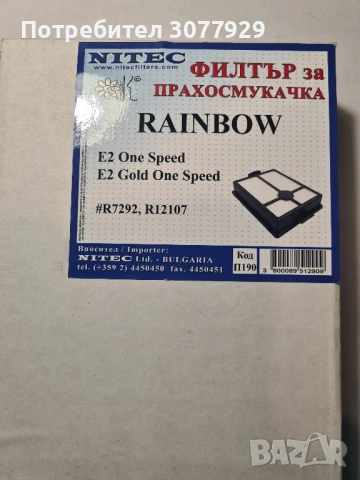 Потребител 3077929
NITEC
www.nitecfilters.com
ФИЛТЪР за
ПРАХОСМУКАЧКА
RAINBOW
E2 One Speed
E2 Gold One Speed
#R7292, R12107
Вносител / Importer:
NITEC Ltd. - BULGARIA
tel. (+359 2) 4450450 fax. 4450451
Код
П190
3 800069 512909
BAZAR